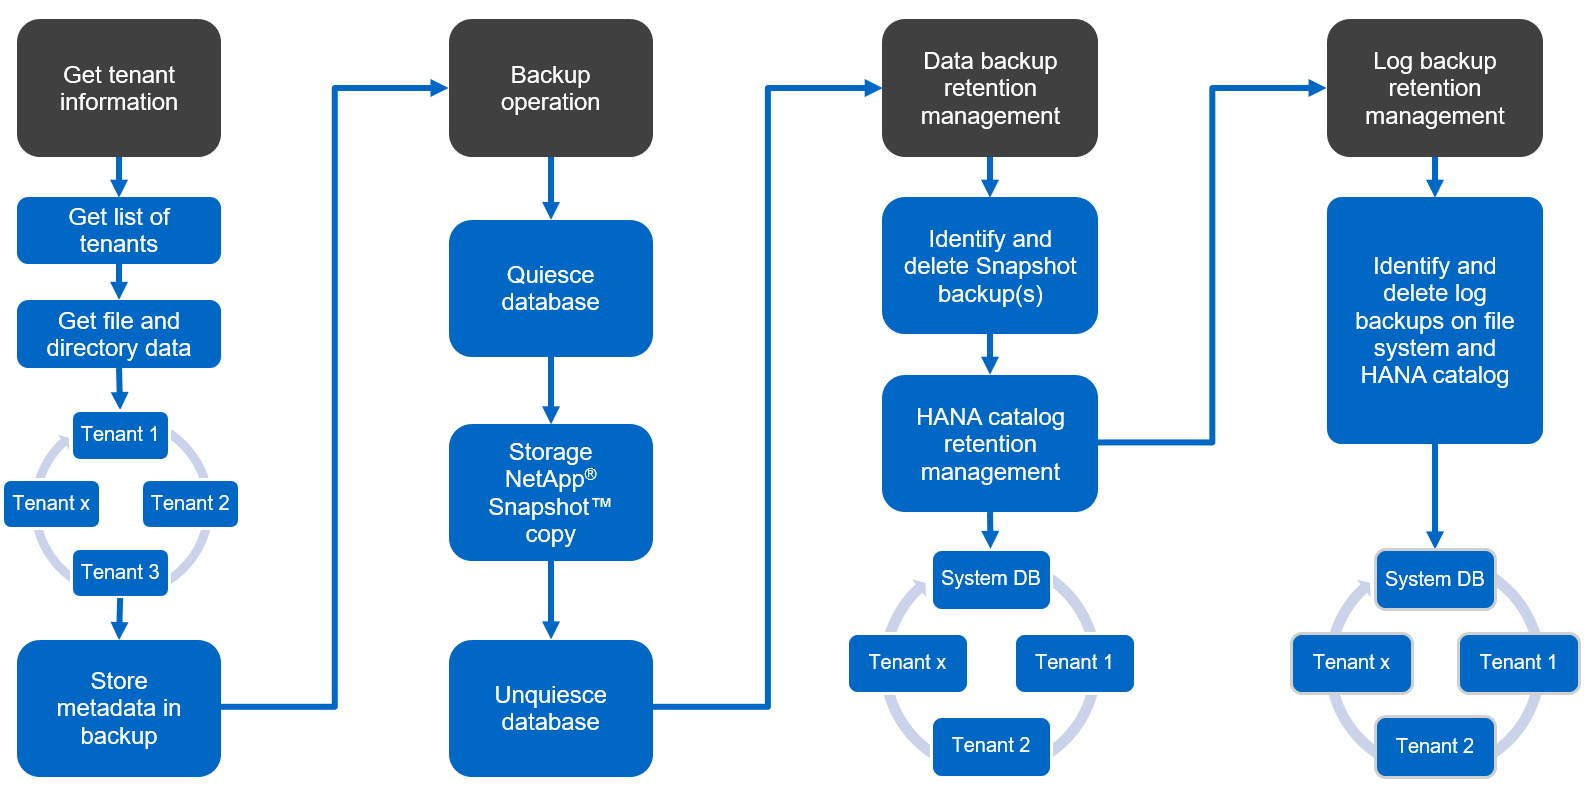 Get tenant
information
Get list of
tenants
Get file and
directory data
Tenant 1
Tenant x
Tenant 2
Tenant 3
Store
metadata in
backup
Backup
operation
Quiesce
database
Storage
NetApp®
Snapshot™
copy
Unquiesce
database
Data backup
retention
management
Identify and
delete Snapshot
backup(s)
HANA catalog
retention
management
System DB
Tenant x
Tenant 1
Tenant 2
Log backup
retention
management
Identify and
delete log
backups on file
system and
HANA catalog
System DB
Tenant x
Tenant 1
Tenant 2